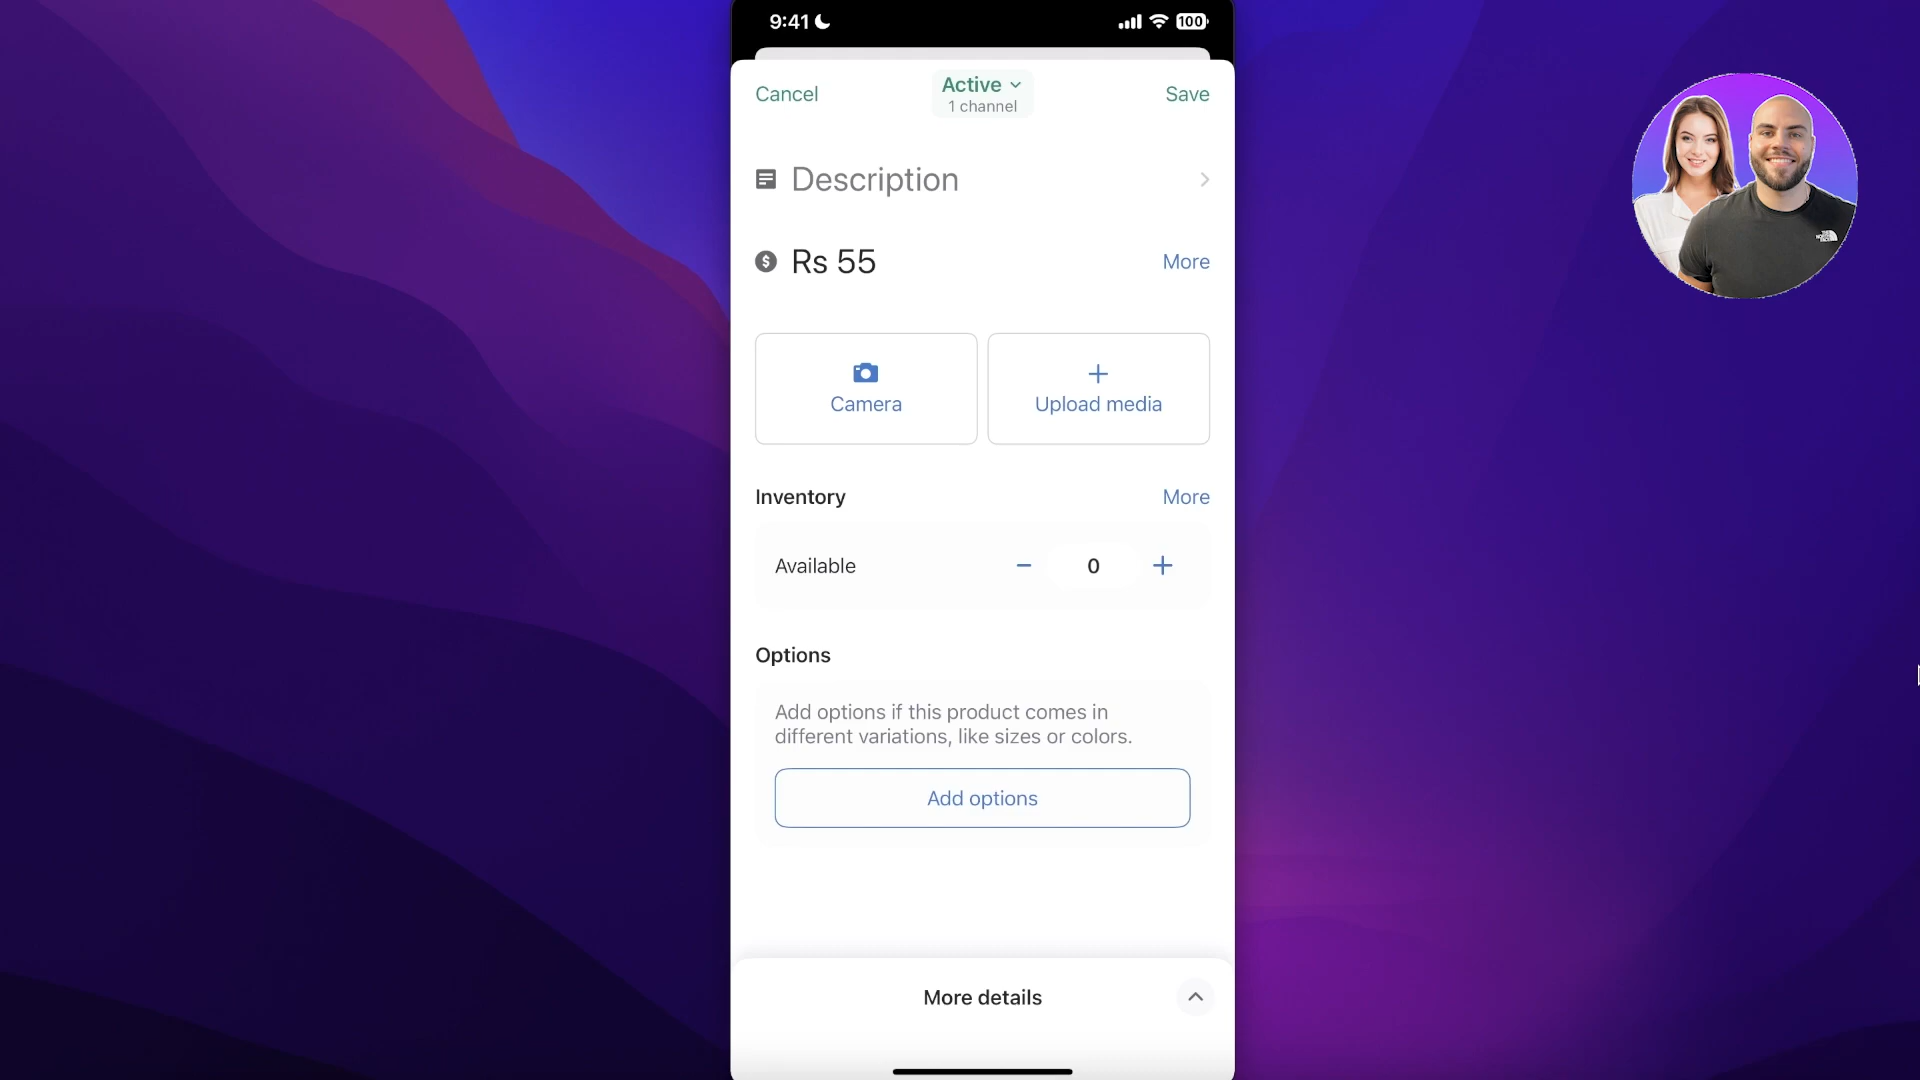 9:41
100
Cancel
Active
1 channel
Save
Description
Rs 55
More
Camera
Upload media
Inventory
More
Available
0
Options
Add options if this product comes in
different variations, like sizes or colors.
Add options
More details